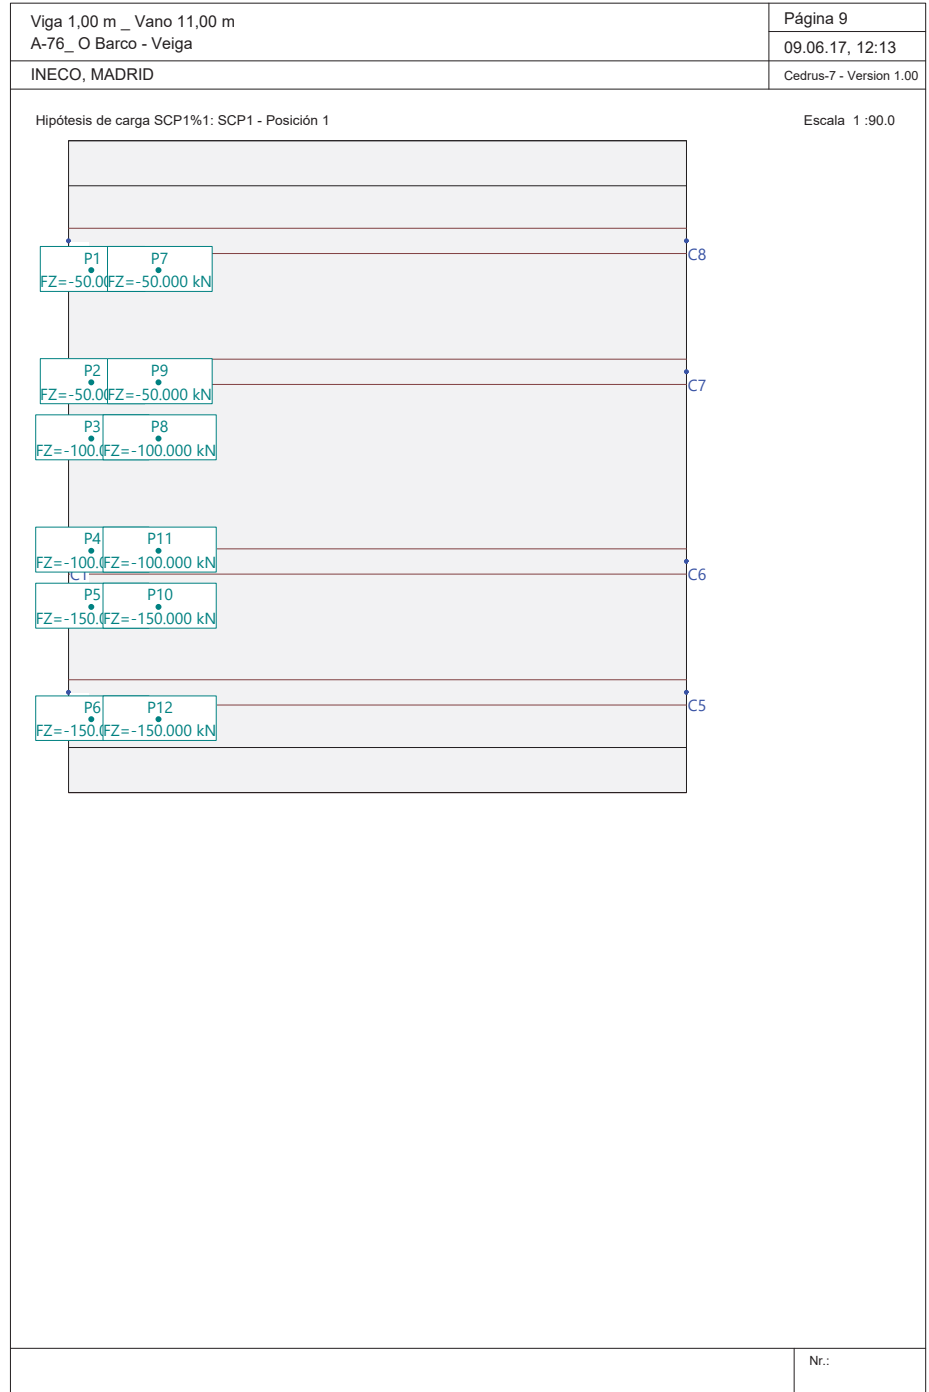 Viga 1,00 m _ Vano 11,00 m
A-76_ O Barco - Veiga
Página 9
09.06.17, 12:13
INECO, MADRID
Cedrus-7 - Version 1.00
Hipótesis de carga SCP1%1: SCP1 - Posición 1
Escala 1 :90.0
C8
P1 P7
FZ=-50.00 FZ=-50.000 kN
C7
P2 P9
FZ=-50.00 FZ=-50.000 kN
P3 P8
FZ=-100. FZ=-100.000 kN
P4 P11
FZ=-100. FZ=-100.000 kN
C1
C6
P5 P10
FZ=-150. FZ=-150.000 kN
C5
P6 P12
FZ=-150. FZ=-150.000 kN
Nr.: